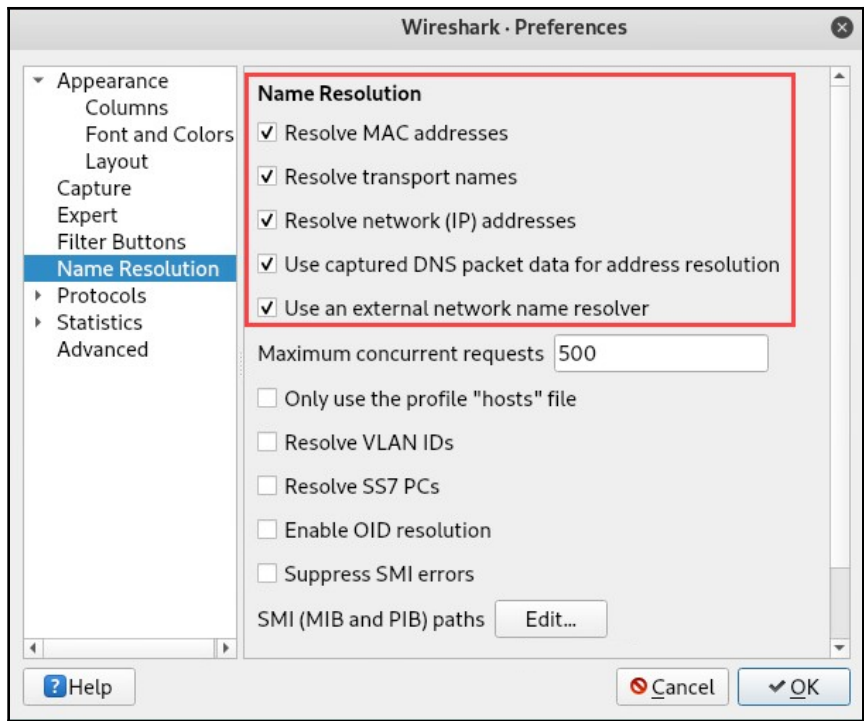 Wireshark · Preferences
Appearance
Columns
Font and Colors
Layout
Capture
Expert
Filter Buttons
Name Resolution
Protocols
Statistics
Advanced
Name Resolution
Resolve MAC addresses
Resolve transport names
Resolve network (IP) addresses
Use captured DNS packet data for address resolution
Use an external network name resolver
Maximum concurrent requests 500
Only use the profile "hosts" file
Resolve VLAN IDs
Resolve SS7 PCs
Enable OID resolution
Suppress SMI errors
SMI (MIB and PIB) paths Edit...
? Help
Cancel
OK